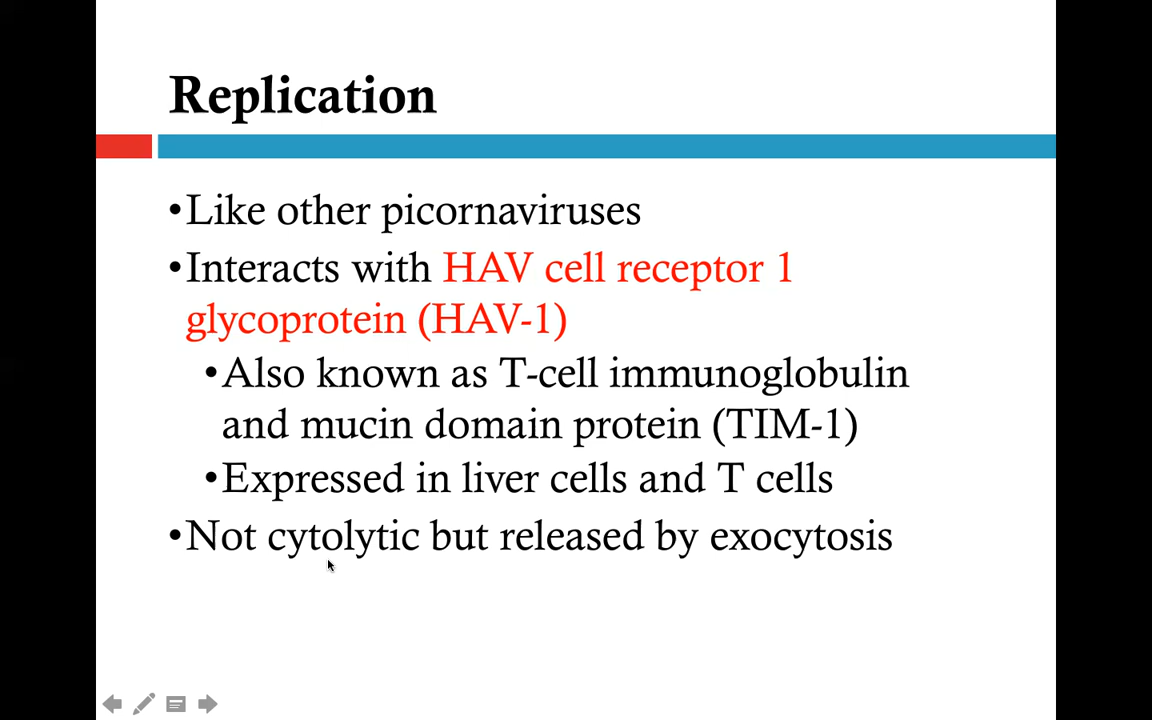 Replication
•Like other picornaviruses
•Interacts with HAV cell receptor 1
glycoprotein (HAV-1)
•Also known as T-cell immunoglobulin
and mucin domain protein (TIM-1)
•Expressed in liver cells and T cells
•Not cytolytic but released by exocytosis